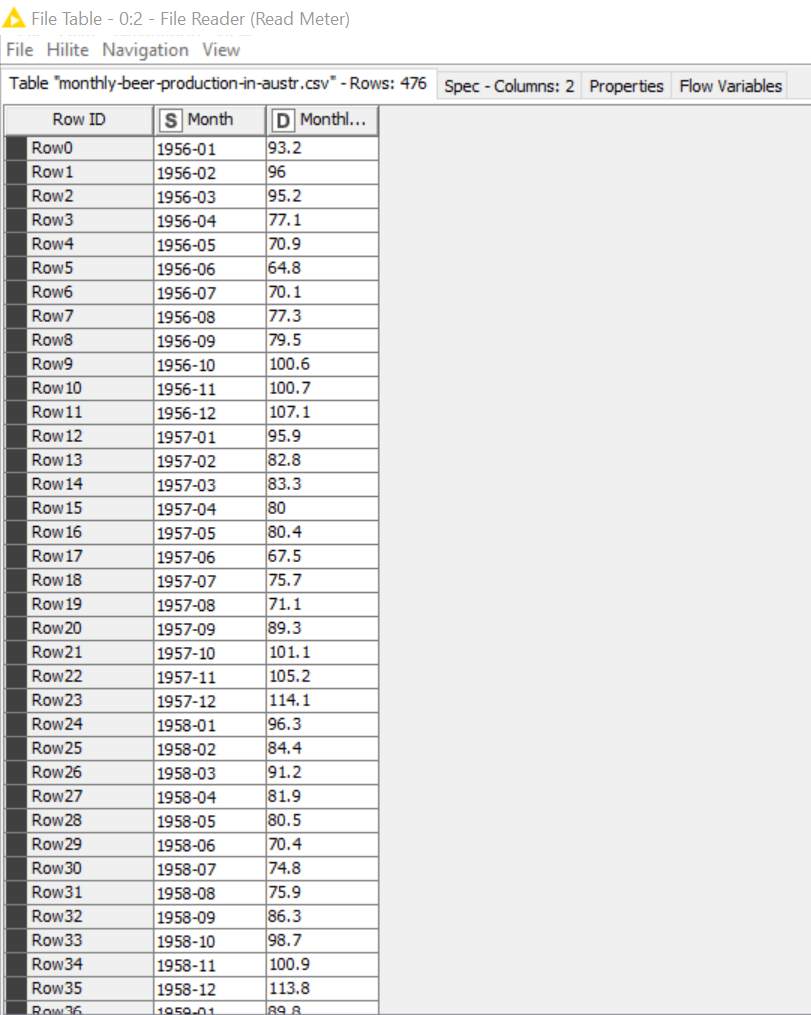 File Table - 0:2 - File Reader (Read Meter)
File Hilite Navigation View
Table "monthly-beer-production-in-austr.csv" - Rows: 476 Spec - Columns: 2 Properties Flow Variables
Row ID S Month D Monthl...
Row0 1956-01 93.2
Row1 1956-02 96
Row2 1956-03 95.2
Row3 1956-04 77.1
Row4 1956-05 70.9
Row5 1956-06 64.8
Row6 1956-07 70.1
Row7 1956-08 77.3
Row8 1956-09 79.5
Row9 1956-10 100.6
Row10 1956-11 100.7
Row11 1956-12 107.1
Row12 1957-01 95.9
Row13 1957-02 82.8
Row14 1957-03 83.3
Row15 1957-04 80
Row16 1957-05 80.4
Row17 1957-06 67.5
Row18 1957-07 75.7
Row19 1957-08 71.1
Row20 1957-09 89.3
Row21 1957-10 101.1
Row22 1957-11 105.2
Row23 1957-12 114.1
Row24 1958-01 96.3
Row25 1958-02 84.4
Row26 1958-03 91.2
Row27 1958-04 81.9
Row28 1958-05 80.5
Row29 1958-06 70.4
Row30 1958-07 74.8
Row31 1958-08 75.9
Row32 1958-09 86.3
Row33 1958-10 98.7
Row34 1958-11 100.9
Row35 1958-12 113.8
Row36 1959-01 89.8